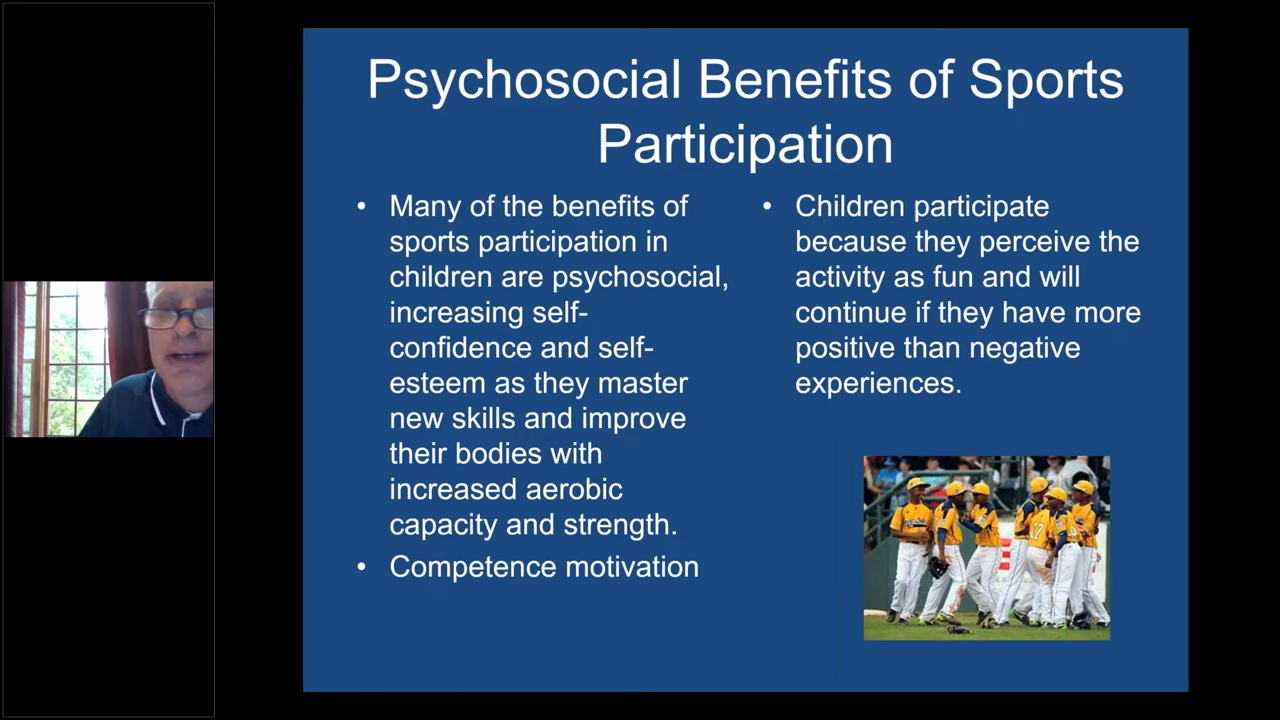 Psychosocial Benefits of Sports
Participation
• Many of the benefits of
sports participation in
children are psychosocial,
increasing self-
confidence and self-
esteem as they master
new skills and improve
their bodies with
increased aerobic
capacity and strength.
• Competence motivation
• Children participate
because they perceive the
activity as fun and will
continue if they have more
positive than negative
experiences.